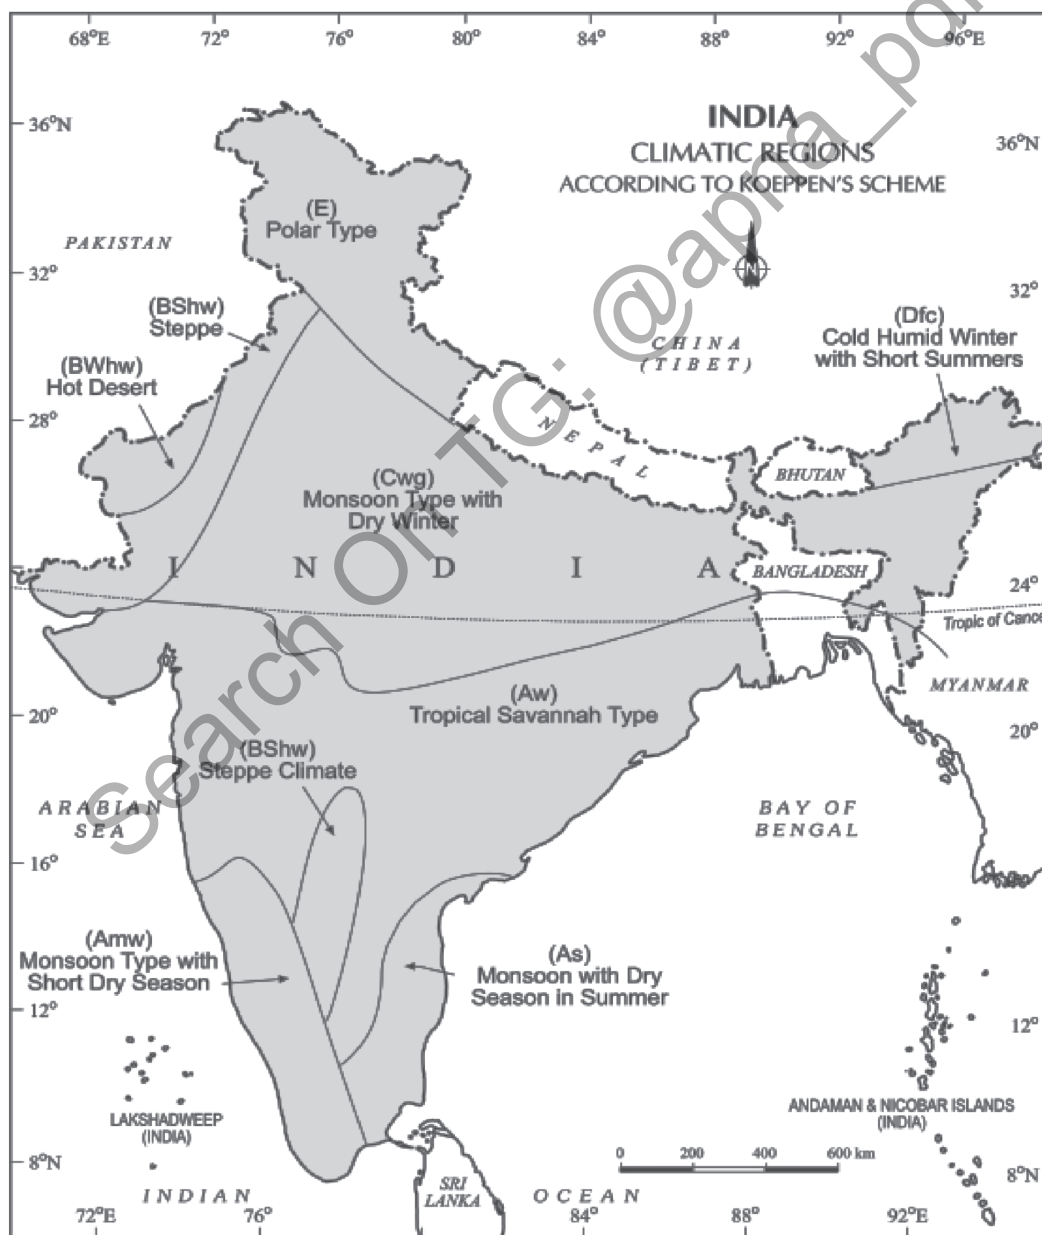 68°E 72° 76° 80° 84° 88° 92° 96°E
INDIA
CLIMATIC REGIONS
ACCORDING TO KOEPPEN'S SCHEME
36°N
36°N
(E)
Polar Type
PAKISTAN
N
32°
32°
(BShw)
Steppe
(BWhw)
Hot Desert
CHINA
(TIBET)
(Dfc)
Cold Humid Winter
with Short Summers
28°
NEPAL
BHUTAN
(Cwg)
Monsoon Type with
Dry Winter
INDIA
BANGLADESH
24°
Tropic of Cance
MYANMAR
(Aw)
Tropical Savannah Type
20°
20°
(BShw)
Steppe Climate
ARABIAN
SEA
BAY OF
BENGAL
16°
(Amw)
Monsoon Type with
Short Dry Season
(As)
Monsoon with Dry
Season in Summer
12°
12°
LAKSHADWEEP
(INDIA)
ANDAMAN & NICOBAR ISLANDS
(INDIA)
0 200 400 600 km
8°N
8°N
SRI
LANKA
INDIAN OCEAN
72°E 76° 84° 88° 92°E
Search On TG: @apna_pdf